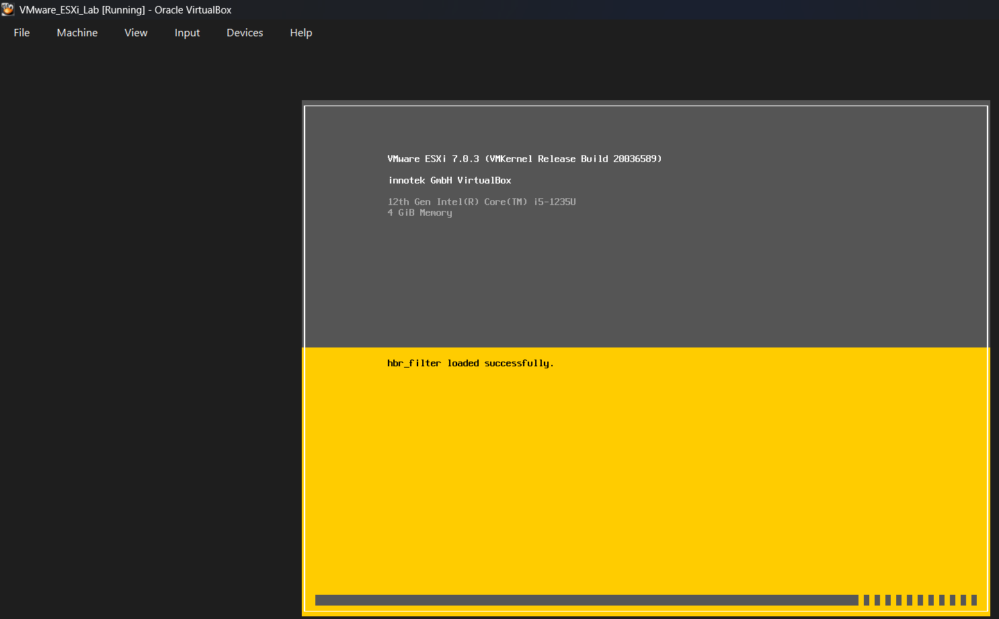 VMware_ESXi_Lab [Running] - Oracle VirtualBox
File Machine View Input Devices Help
VMware ESXi 7.0.3 (VMKernel Release Build 20036589)
innotek GmbH VirtualBox
12th Gen Intel(R) Core(TM) i5-1235U
4 GiB Memory
hbr_filter loaded successfully.